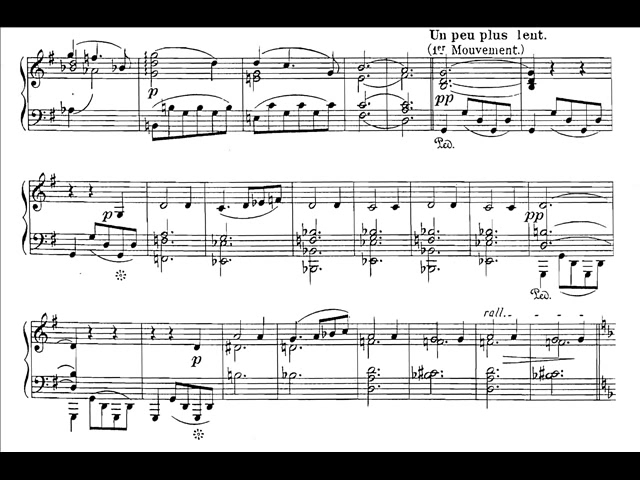 Un peu plus lent.
(1er Mouvement.)
p
pp
Ped.
p
pp
Ped.
rall.
p